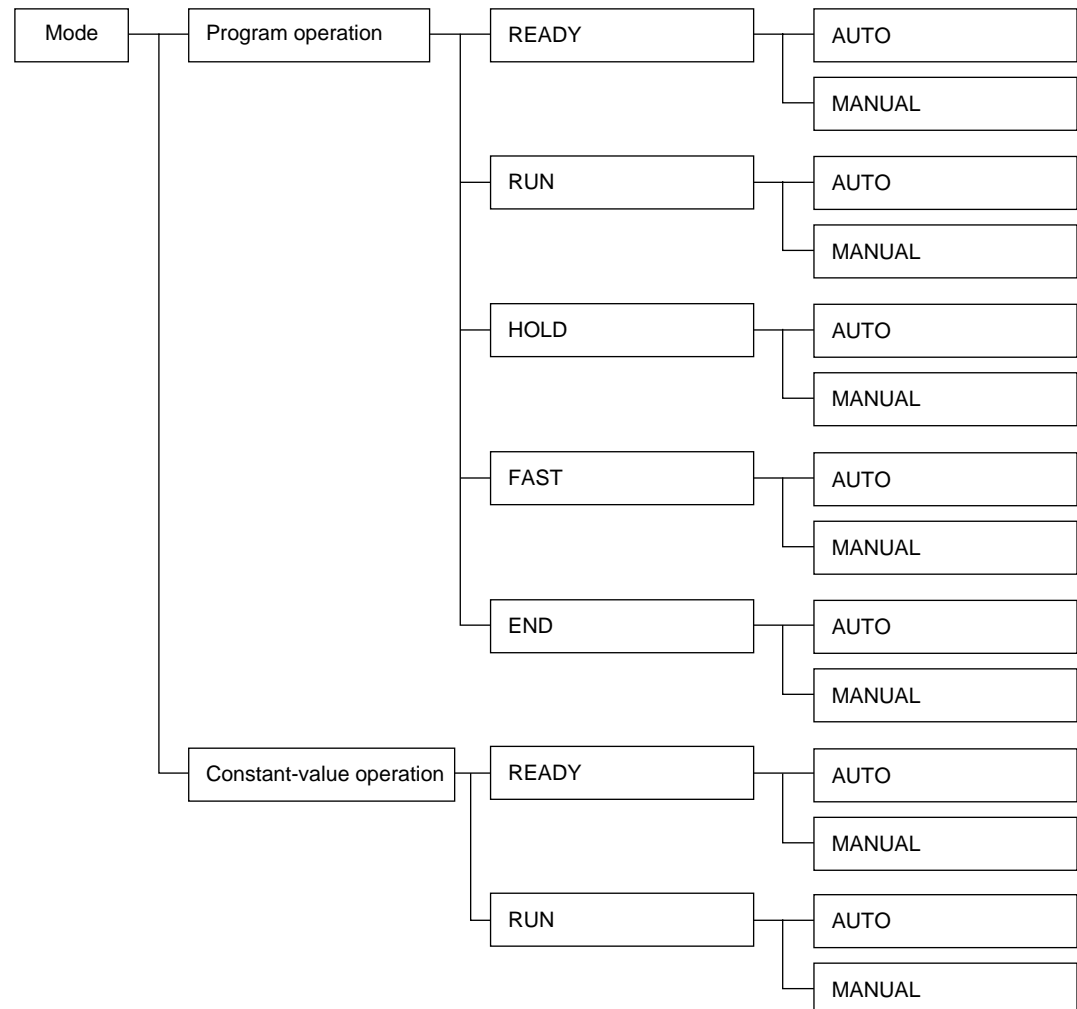 Mode
Program operation
READY
AUTO
MANUAL
RUN
AUTO
MANUAL
HOLD
AUTO
MANUAL
FAST
AUTO
MANUAL
END
AUTO
MANUAL
Constant-value operation
READY
AUTO
MANUAL
RUN
AUTO
MANUAL